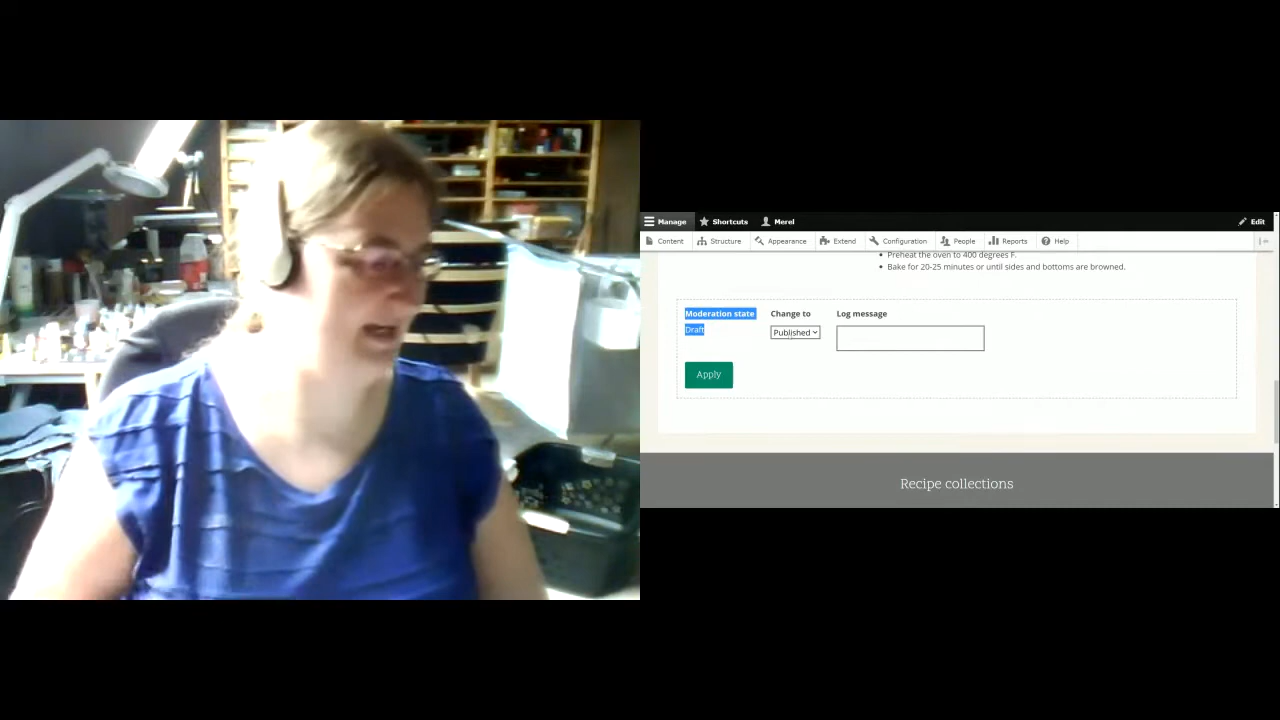 Manage Shortcuts Merel Edit
Content Structure Appearance Extend Configuration People Reports Help
Preheat the oven to 400 degrees F.
Bake for 20-25 minutes or until sides and bottoms are browned.
Moderation state Change to Log message
Draft Published
Apply
Recipe collections